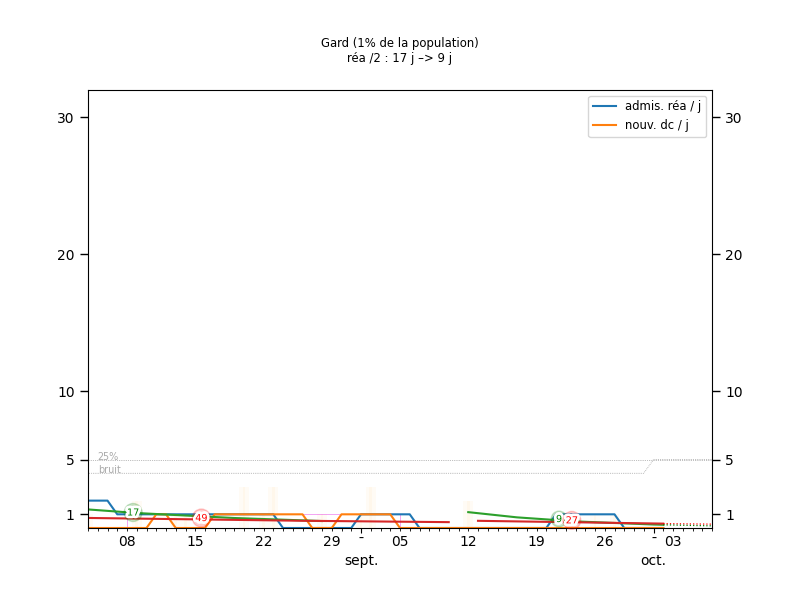 Gard (1% de la population)
réa /2 : 17 j –> 9 j
admis. réa / j
nouv. dc / j
30 30
20 20
10 10
5 5
25%
bruit
1 1
17 49 9 27
08 15 22 29 - 05 12 19 26 - 03
sept. oct.